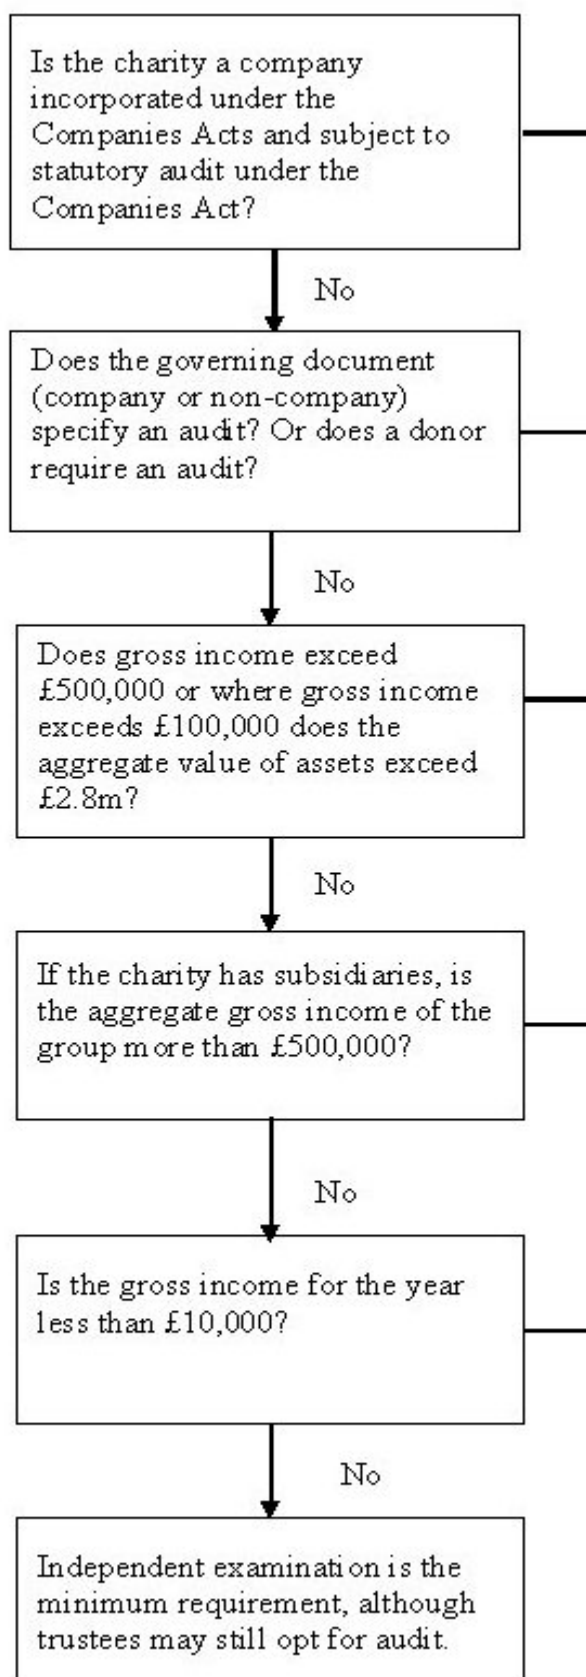 Is the charity a company
incorporated under the
Companies Acts and subject to
statutory audit under the
Companies Act?
No
Does the governing document
(company or non-company)
specify an audit? Or does a donor
require an audit?
No
Does gross income exceed
£500,000 or where gross income
exceeds £100,000 does the
aggregate value of assets exceed
£2.8m?
No
If the charity has subsidiaries, is
the aggregate gross income of the
group more than £500,000?
No
Is the gross income for the year
less than £10,000?
No
Independent examination is the
minimum requirement, although
trustees may still opt for audit.